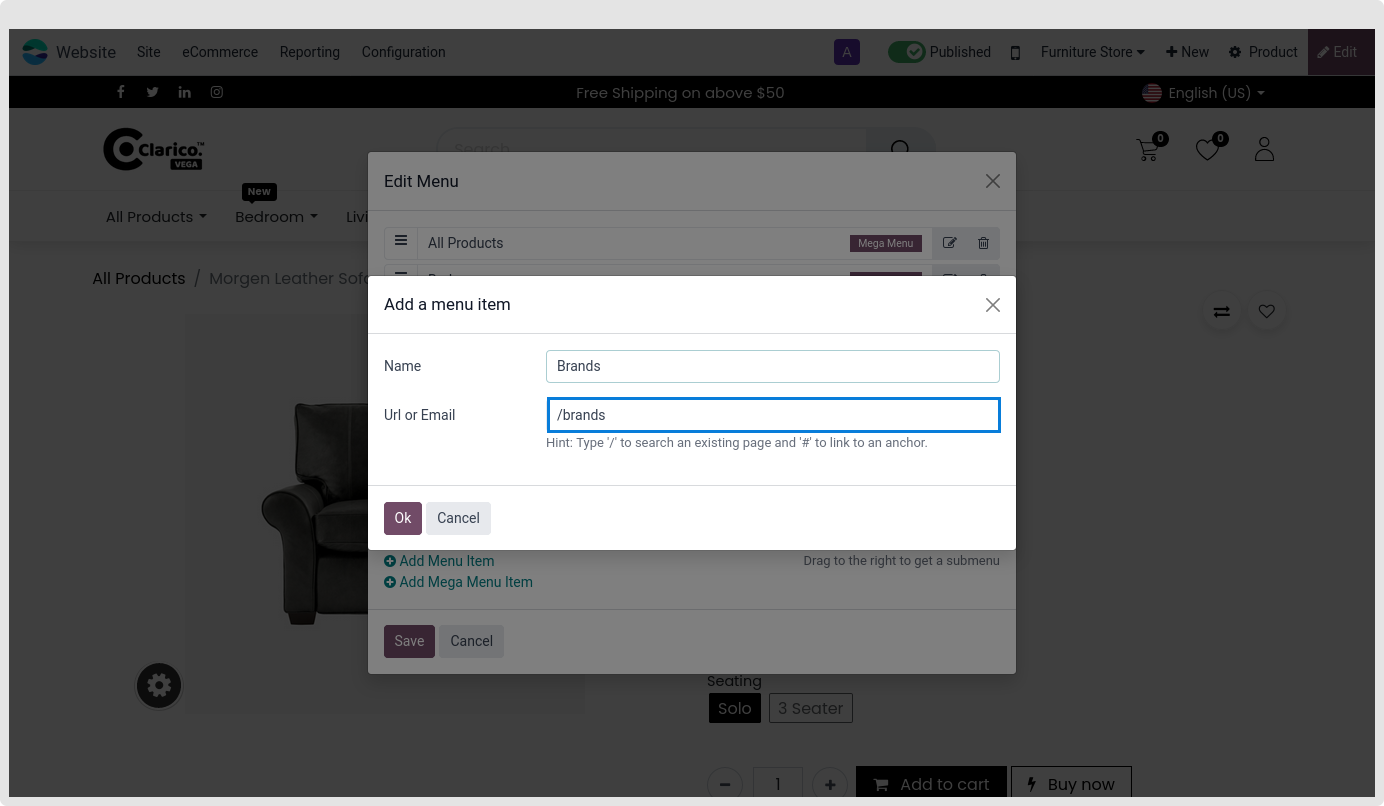 Website Site eCommerce Reporting Configuration A Published Furniture Store New Product Edit
Free Shipping on above $50 English (US)
Clarico™ VEGA Search 0 0
New
All Products Bedroom Livi
Edit Menu
All Products Mega Menu
All Products / Morgen Leather Sofa
Add a menu item
Name Brands
Url or Email /brands
Hint: Type '/' to search an existing page and '#' to link to an anchor.
Ok Cancel
Add Menu Item Drag to the right to get a submenu
Add Mega Menu Item
Save Cancel
Seating
Solo 3 Seater
1 Add to cart Buy now